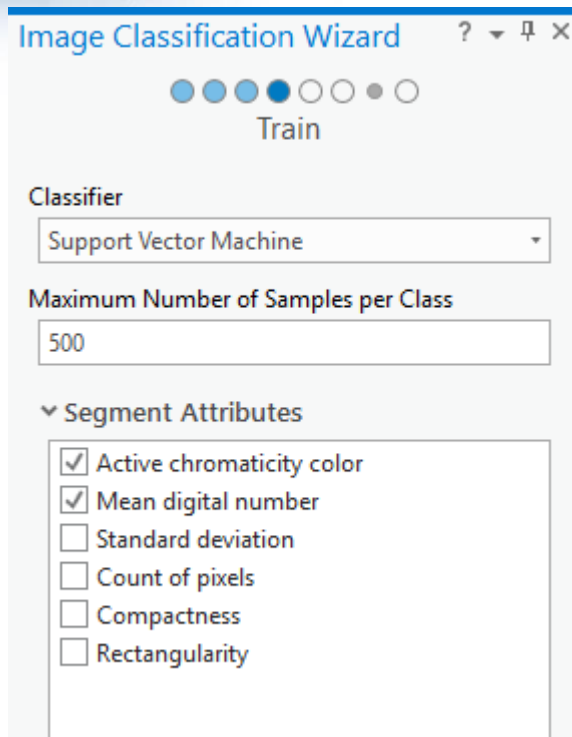 Image Classification Wizard ?
Train
Classifier
Support Vector Machine
Maximum Number of Samples per Class
500
Segment Attributes
Active chromaticity color
Mean digital number
Standard deviation
Count of pixels
Compactness
Rectangularity